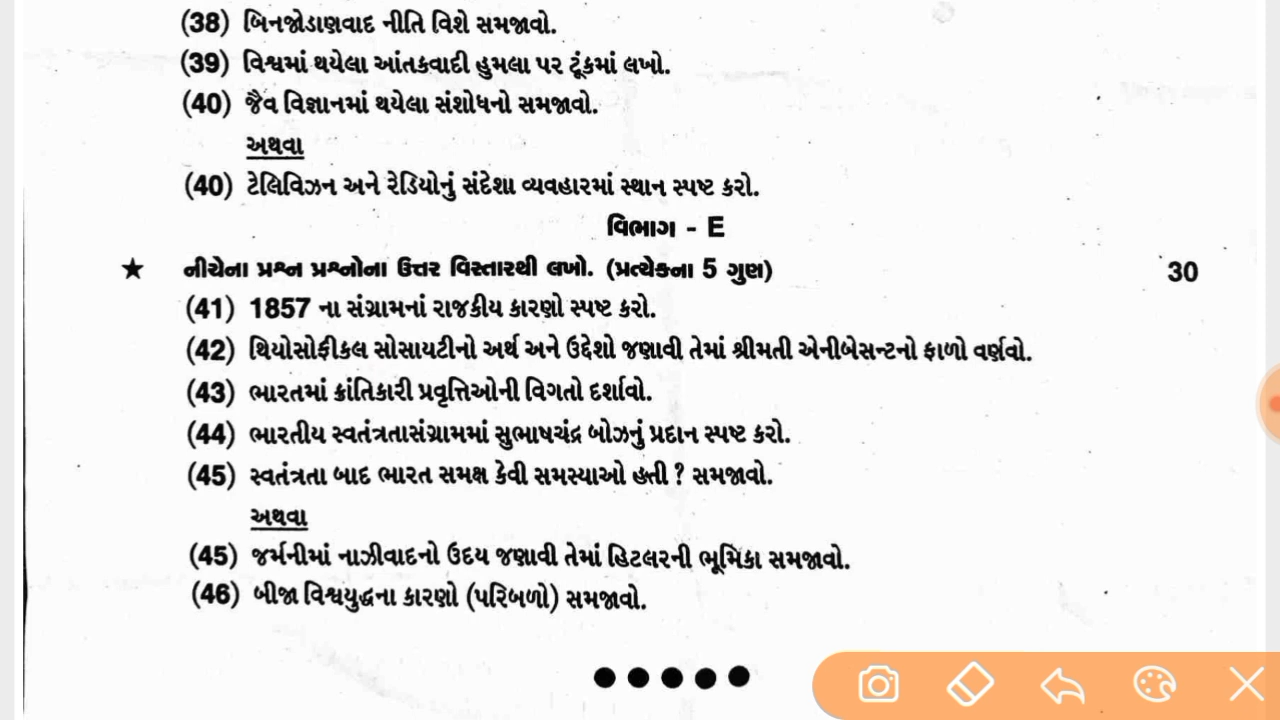 (38) બિનજોડાણવાદ નીતિ વિશે સમજાવો.
(39) વિશ્વમાં થયેલા આંતકવાદી હુમલા પર ટૂંકમાં લખો.
(40) જૈવ વિજ્ઞાનમાં થયેલા સંશોધનો સમજાવો.
અથવા
(40) ટેલિવિઝન અને રેડિયોનું સંદેશા વ્યવહારમાં સ્થાન સ્પષ્ટ કરો.
વિભાગ - E
★ નીચેના પ્રશ્ન પ્રશ્નોના ઉત્તર વિસ્તારથી લખો. (પ્રત્યેકના 5 ગુણ) 30
(41) 1857 ના સંગ્રામનાં રાજકીય કારણો સ્પષ્ટ કરો.
(42) થિયોસોફીકલ સોસાયટીનો અર્થ અને ઉદ્દેશો જણાવી તેમાં શ્રીમતી એનીબેસન્ટનો ફાળો વર્ણવો.
(43) ભારતમાં ક્રાંતિકારી પ્રવૃત્તિઓની વિગતો દર્શાવો.
(44) ભારતીય સ્વતંત્રતાસંગ્રામમાં સુભાષચંદ્ર બોઝનું પ્રદાન સ્પષ્ટ કરો.
(45) સ્વતંત્રતા બાદ ભારત સમક્ષ કેવી સમસ્યાઓ હતી ? સમજાવો.
અથવા
(45) જર્મનીમાં નાઝીવાદનો ઉદય જણાવી તેમાં હિટલરની ભૂમિકા સમજાવો.
(46) બીજા વિશ્વયુદ્ધના કારણો (પરિબળો) સમજાવો.